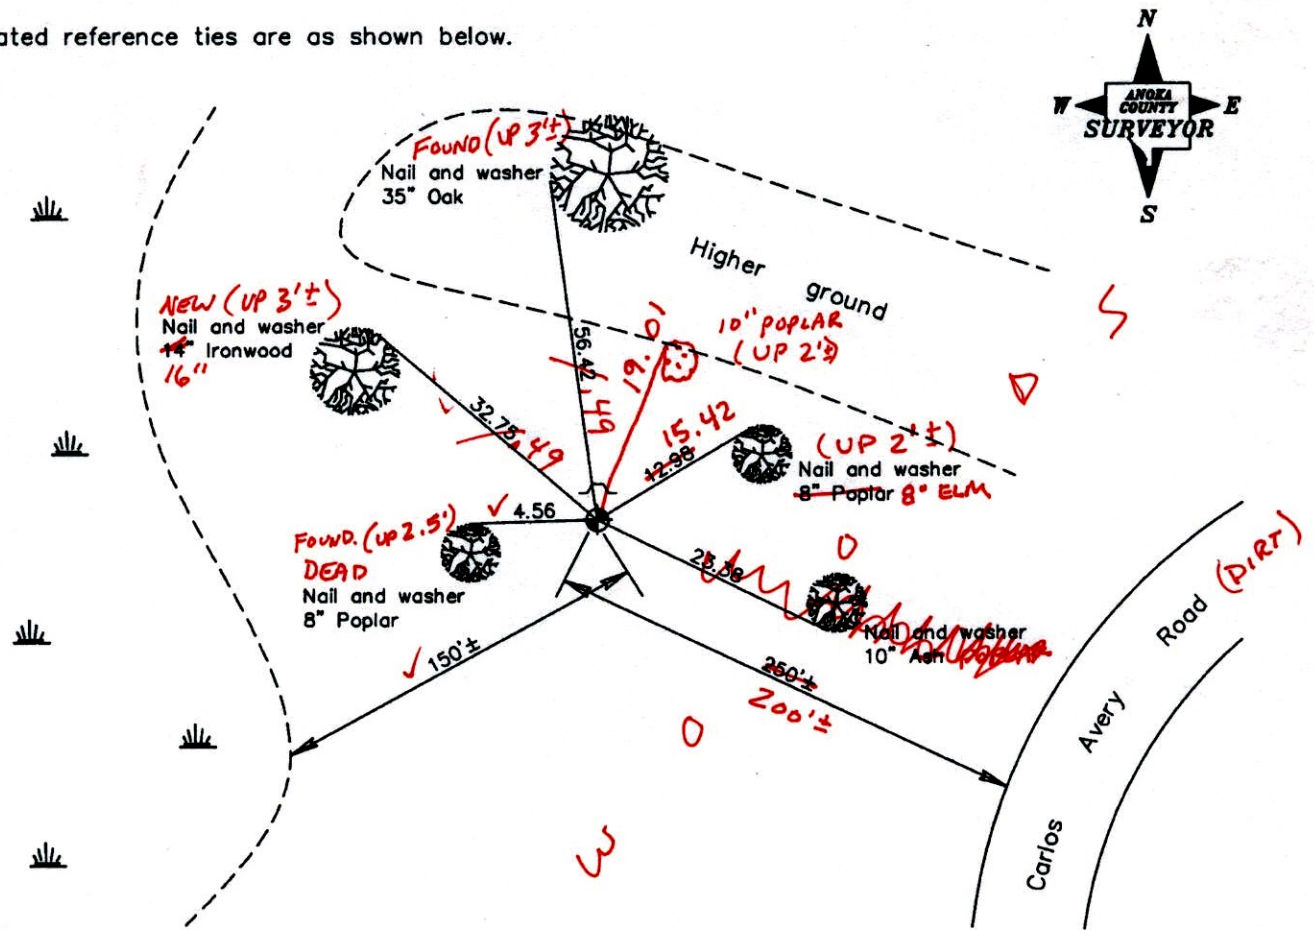 ated reference ties are as shown below.
N
W ANOKA COUNTY E
SURVEYOR
S
FOUND (UP 3'±)
Nail and washer
35" Oak
Higher ground
NEW (UP 3'±)
Nail and washer
14" Ironwood
16"
56.42
.49
19.01
10" POPLAR
(UP 2'±)
32.75
.49
15.42
12.98
(UP 2'±)
Nail and washer
8" Poplar 8" ELM
4.56
FOUND. (UP 2.5')
DEAD
Nail and washer
8" Poplar
23.38
Nail and washer
10" Ash
150'±
250'±
200'±
W O O D S
Carlos Avery Road (DIRT)